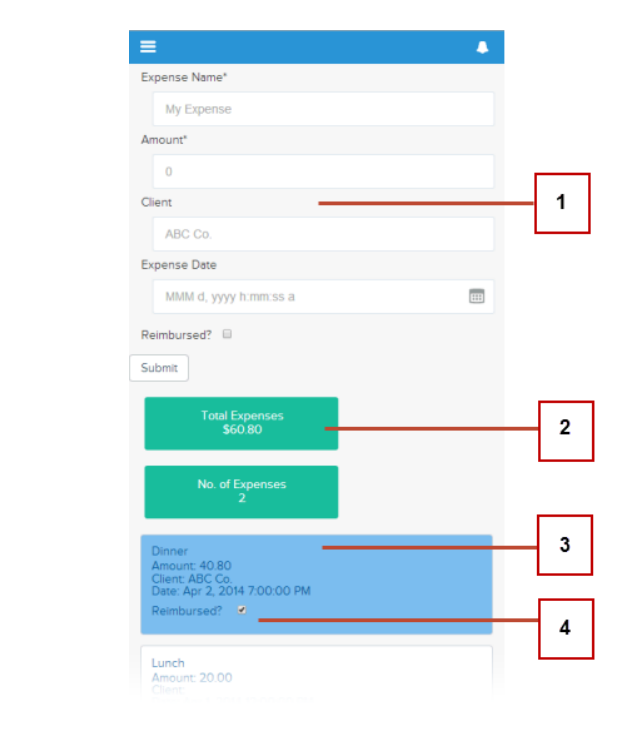 Expense Name*
My Expense
Amount*
0
Client
1
ABC Co.
Expense Date
MMM d, yyyy h:mm:ss a
Reimbursed?
Submit
Total Expenses
$60.80
2
No. of Expenses
2
Dinner
3
Amount: 40.80
Client: ABC Co.
Date: Apr 2, 2014 7:00:00 PM
Reimbursed?
4
Lunch
Amount: 20.00
Client: